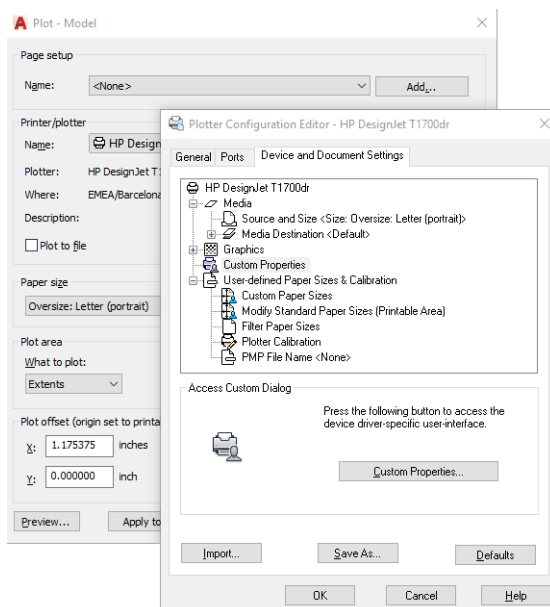 Plot - Model
Page setup
Name:
<None>
Add...
Printer/plotter
Name:
HP Design
Plotter:
HP DesignJet T1
Where:
EMEA/Barcelona
Description:
Plot to file
Paper size
Oversize: Letter (portrait)
Plot area
What to plot:
Extents
Plot offset (origin set to printa
X:
1.175375
inches
Y:
0.000000
inch
Preview...
Apply to
Plotter Configuration Editor - HP DesignJet T1700dr
General
Ports
Device and Document Settings
HP DesignJet T1700dr
Media
Source and Size <Size: Oversize: Letter (portrait)>
Media Destination <Default>
Graphics
Custom Properties
User-defined Paper Sizes & Calibration
Custom Paper Sizes
Modify Standard Paper Sizes (Printable Area)
Filter Paper Sizes
Plotter Calibration
PMP File Name <None>
Access Custom Dialog
Press the following button to access the
device driver-specific user-interface.
Custom Properties...
Import...
Save As...
Defaults
OK
Cancel
Help